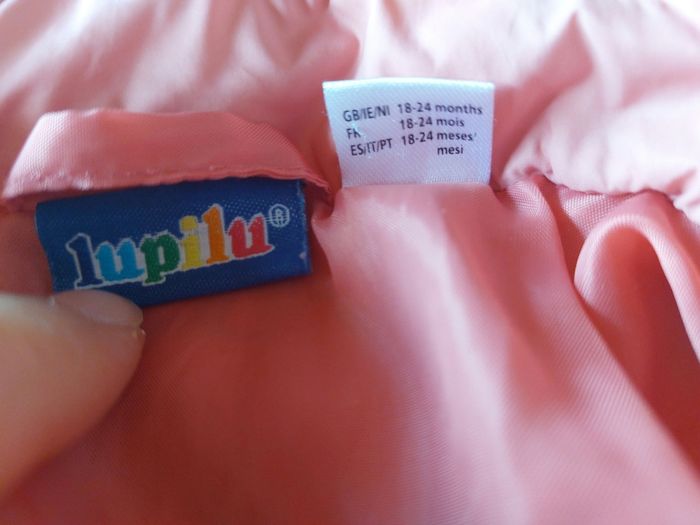 lupilu®
GB/IE/NI 18-24 months
FR 18-24 mois
ES/IT/PT 18-24 meses/
mesi